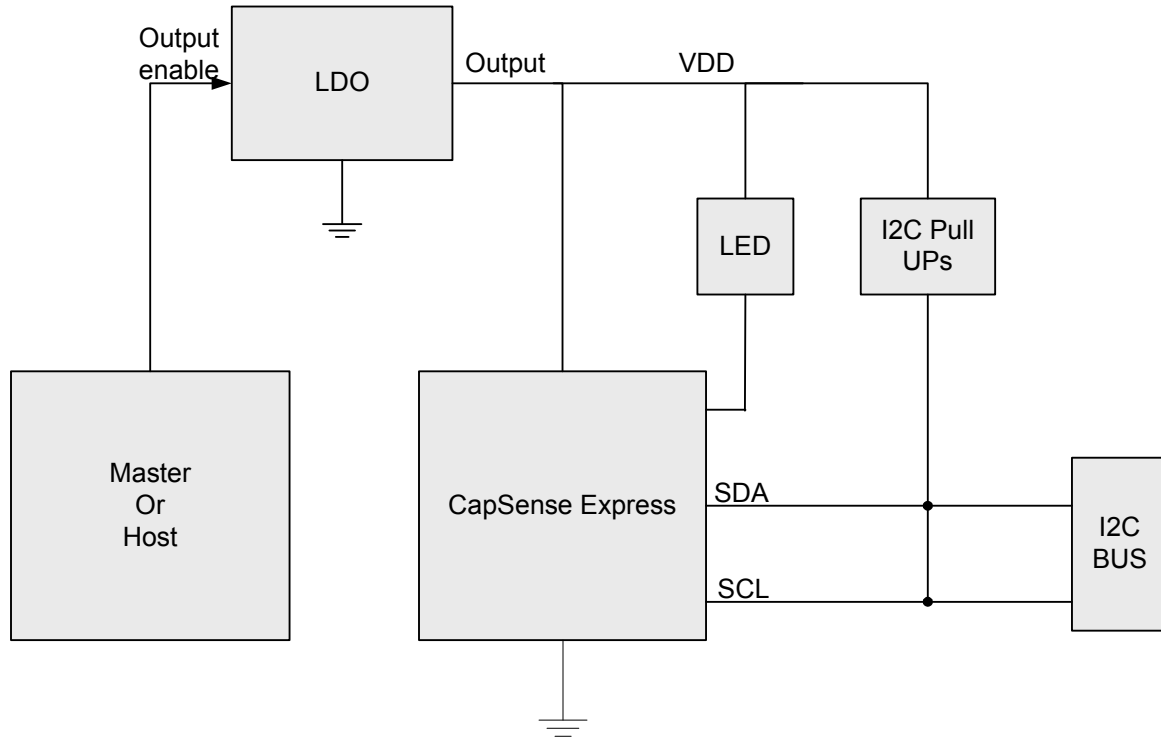 Output
enable
LDO
Output
VDD
LED
I2C Pull
UPs
Master
Or
Host
CapSense Express
SDA
SCL
I2C
BUS